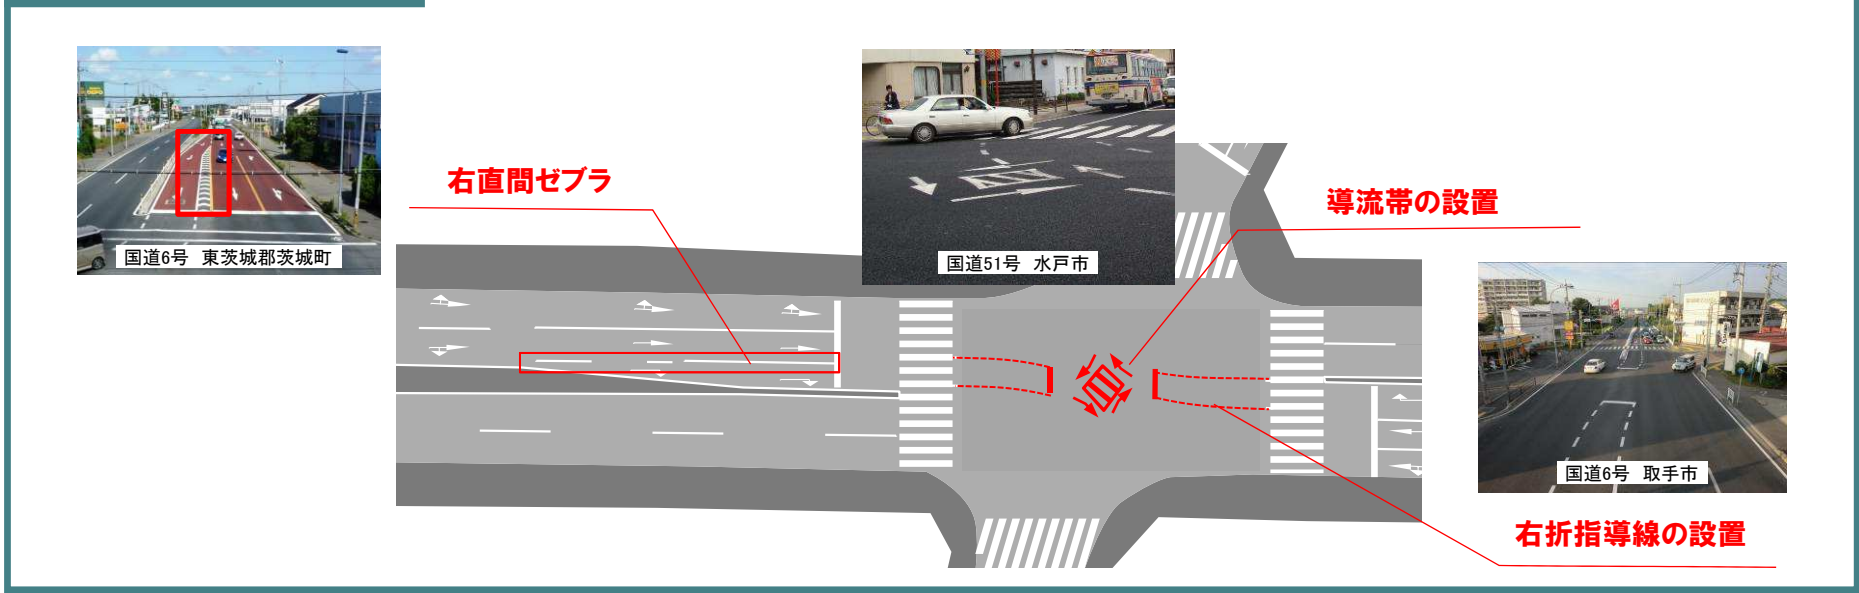 右直間ゼブラ
国道6号 東茨城郡茨城町
国道51号 水戸市
導流帯の設置
国道6号 取手市
右折指導線の設置